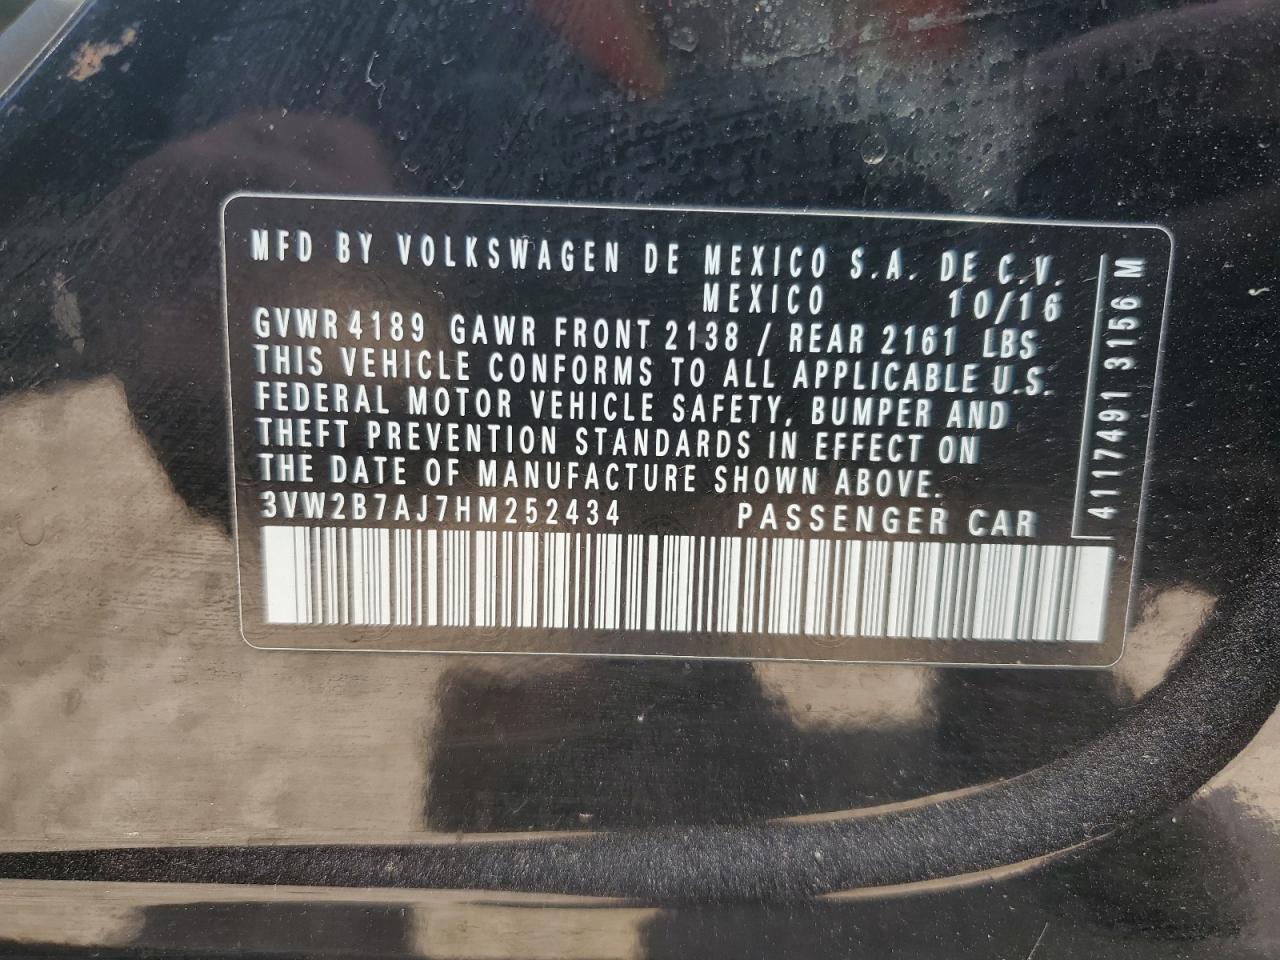 MFD BY VOLKSWAGEN DE MEXICO S.A. DE C.V.
MEXICO 10/16
GVWR 4189 GAWR FRONT 2138 / REAR 2161 LBS
THIS VEHICLE CONFORMS TO ALL APPLICABLE U.S.
FEDERAL MOTOR VEHICLE SAFETY, BUMPER AND
THEFT PREVENTION STANDARDS IN EFFECT ON
THE DATE OF MANUFACTURE SHOWN ABOVE.
3VW2B7AJ7HM252434 PASSENGER CAR
4117491 3156 M